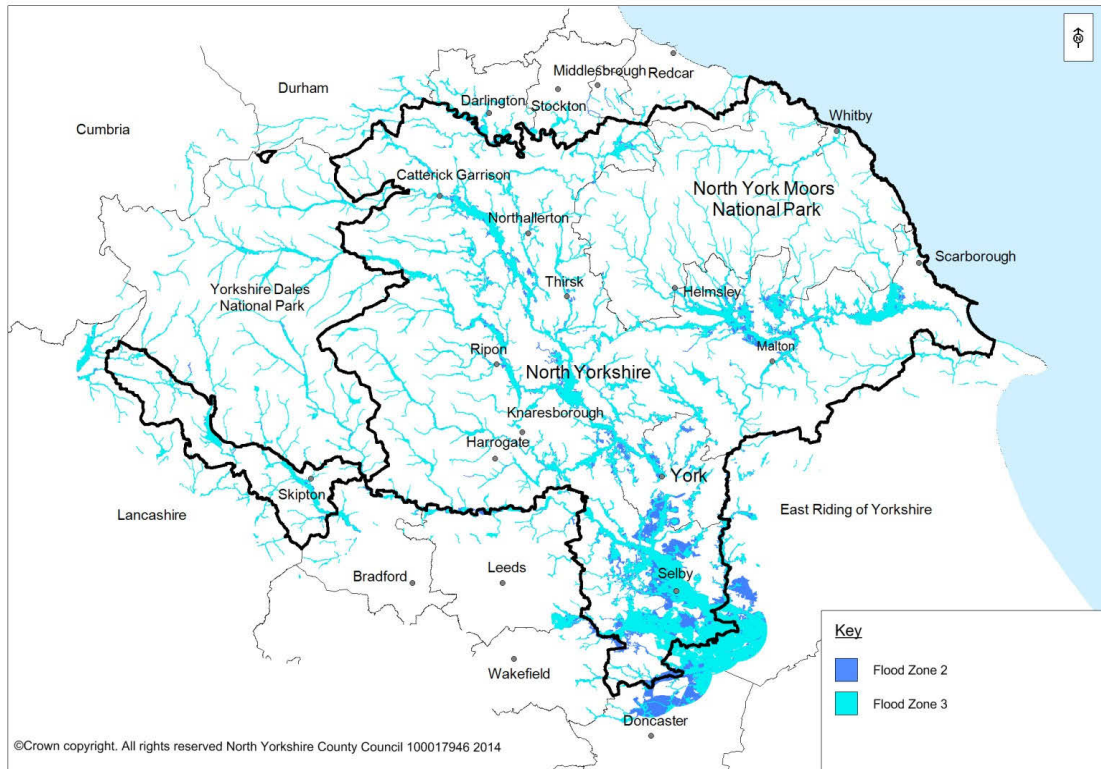 N
Middlesbrough
Redcar
Durham
Darlington
Stockton
Cumbria
Whitby
Catterick Garrison
North York Moors
National Park
Northallerton
Scarborough
Thirsk
Helmsley
Yorkshire Dales
National Park
Ripon
Malton
North Yorkshire
Knaresborough
Harrogate
York
Skipton
Lancashire
East Riding of Yorkshire
Bradford
Leeds
Selby
Wakefield
Doncaster
Key
Flood Zone 2
Flood Zone 3
©Crown copyright. All rights reserved North Yorkshire County Council 100017946 2014